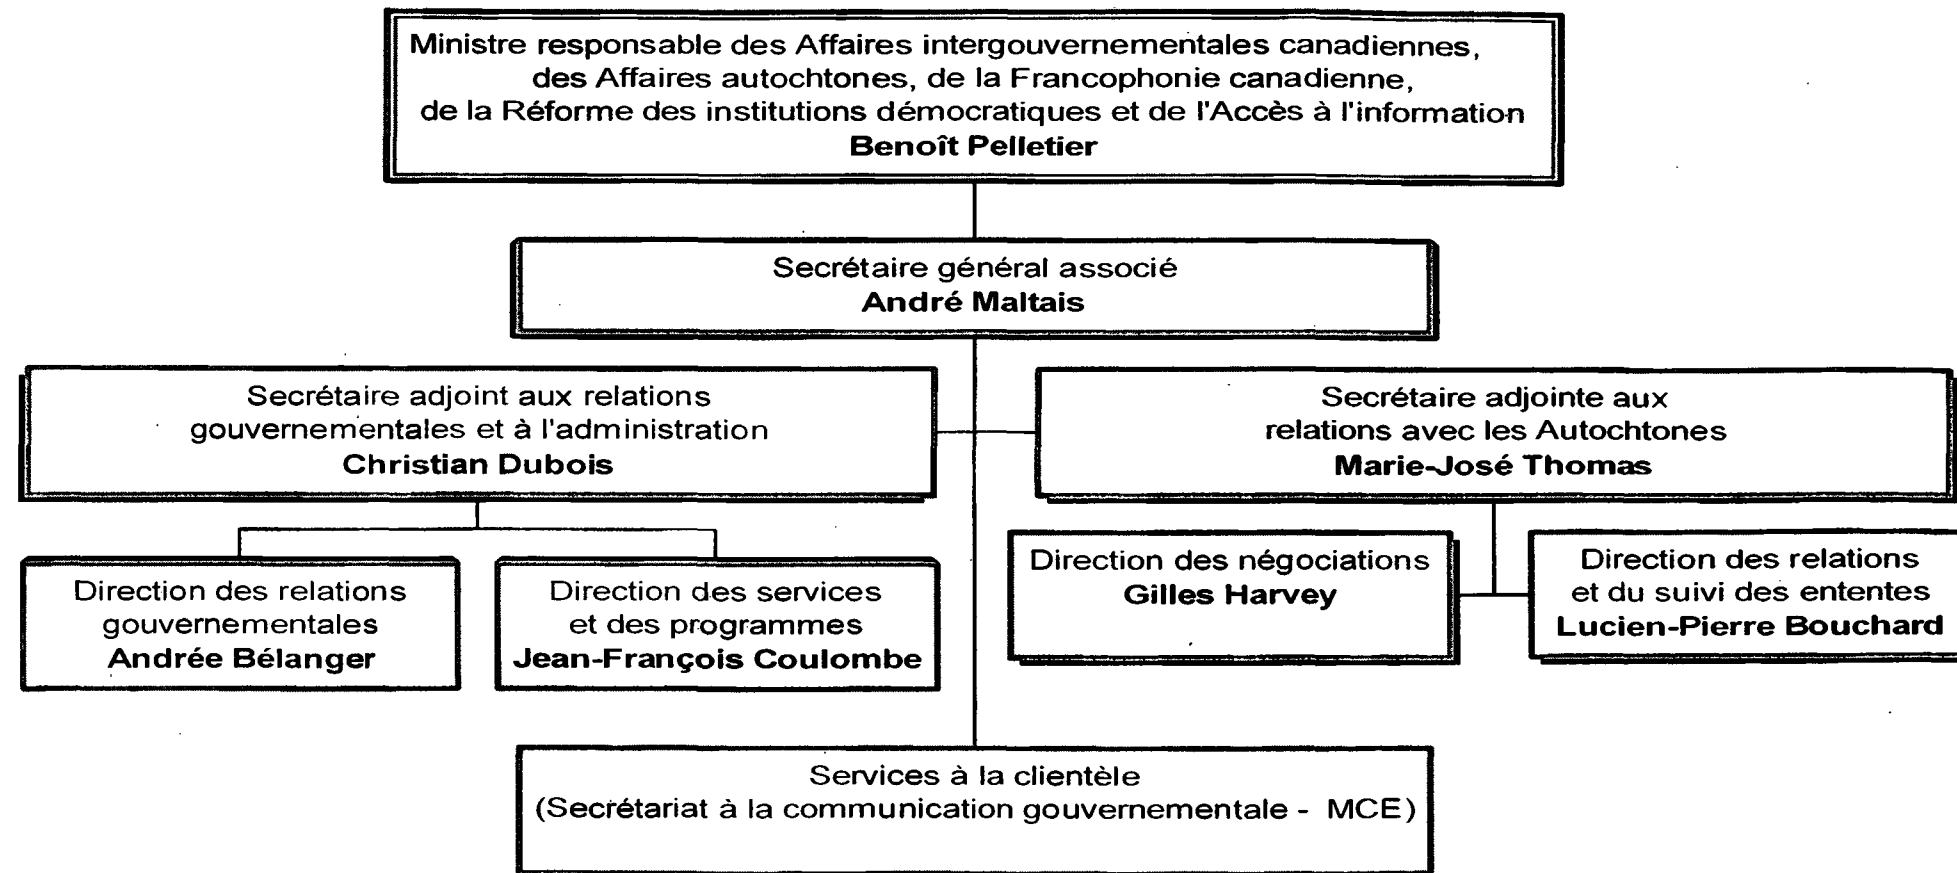 Ministre responsable des Affaires intergouvernementales canadiennes,
des Affaires autochtones, de la Francophonie canadienne,
de la Réforme des institutions démocratiques et de l'Accès à l'information
Benoît Pelletier
Secrétaire général associé
André Maltais
Secrétaire adjoint aux relations
gouvernementales et à l'administration
Christian Dubois
Secrétaire adjointe aux
relations avec les Autochtones
Marie-José Thomas
Direction des relations
gouvernementales
Andrée Bélanger
Direction des services
et des programmes
Jean-François Coulombe
Direction des négociations
Gilles Harvey
Direction des relations
et du suivi des ententes
Lucien-Pierre Bouchard
Services à la clientèle
(Secrétariat à la communication gouvernementale - MCE)